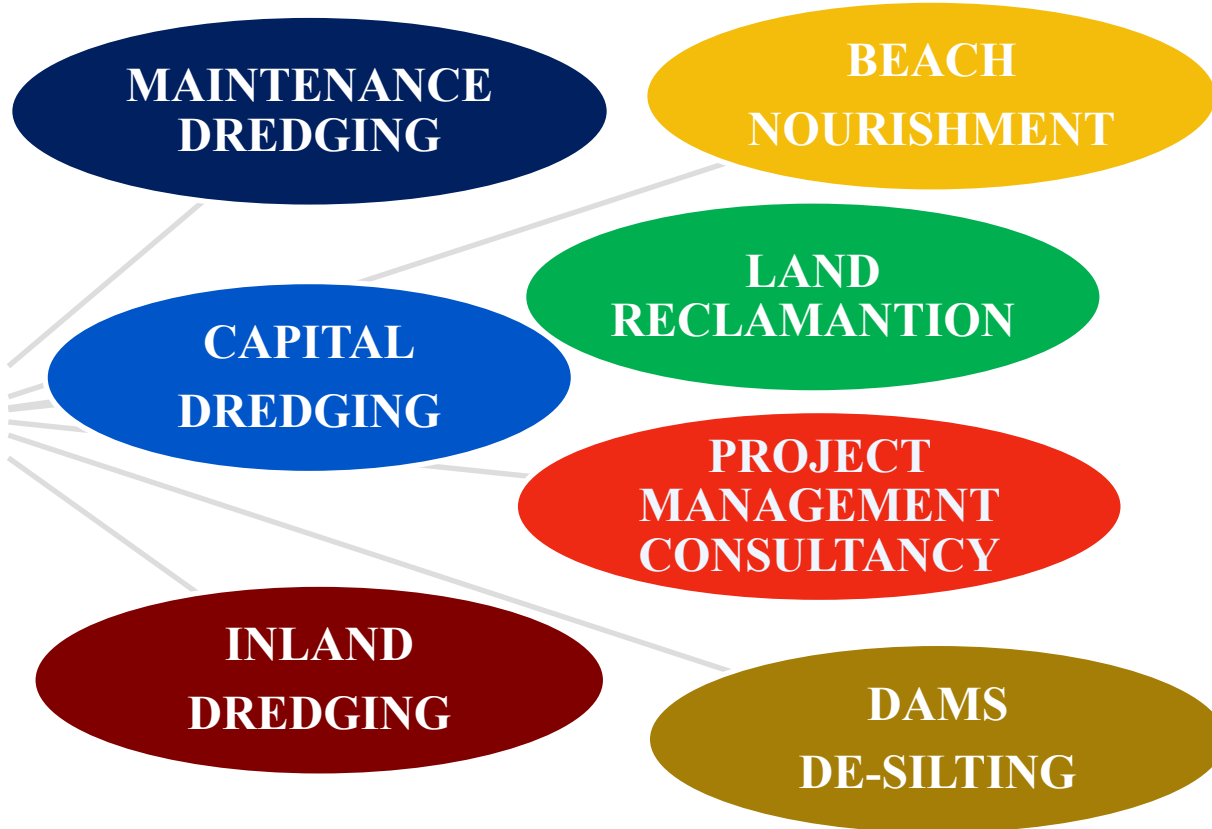 MAINTENANCE
DREDGING
BEACH
NOURISHMENT
LAND
RECLAMANTION
CAPITAL
DREDGING
PROJECT
MANAGEMENT
CONSULTANCY
INLAND
DREDGING
DAMS
DE-SILTING